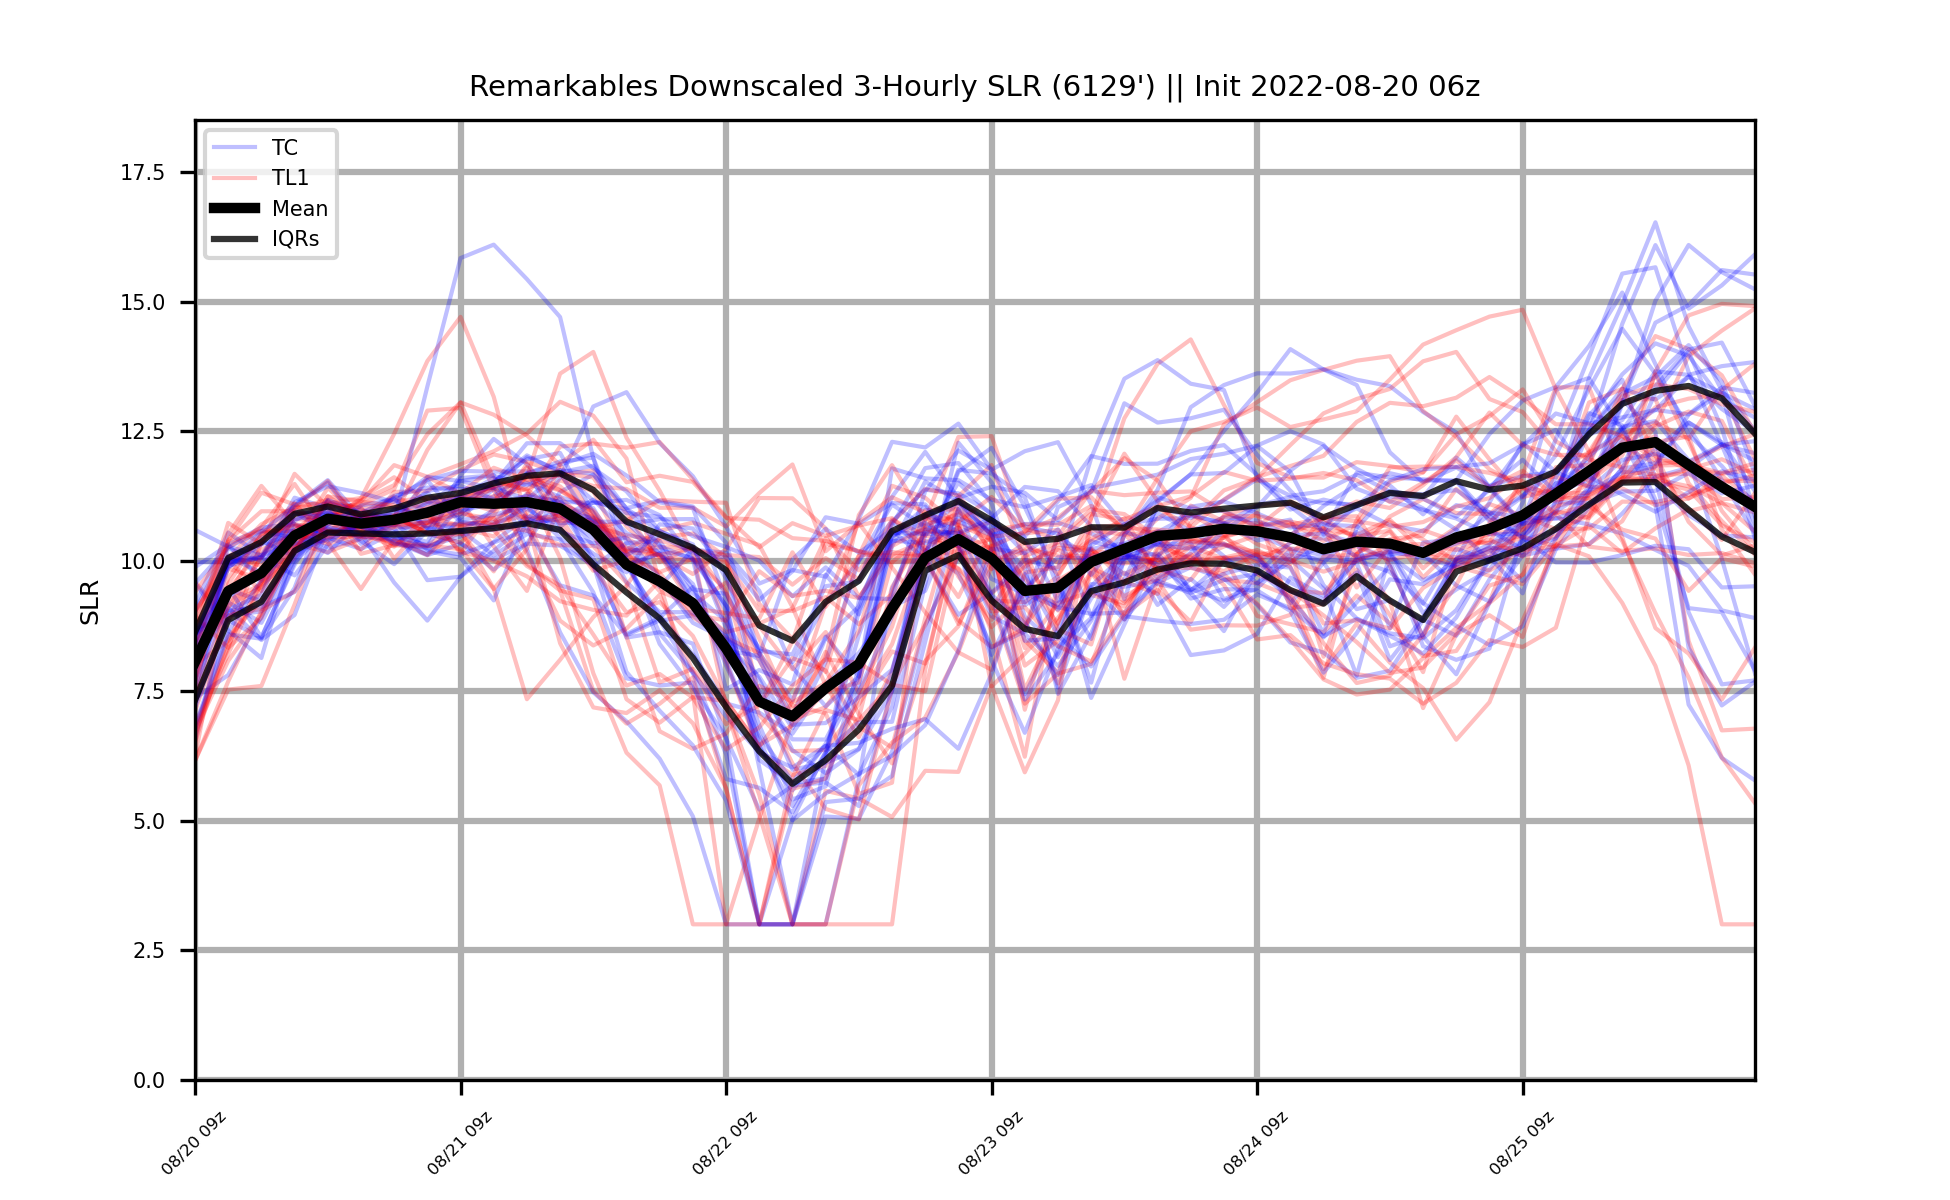 Remarkables Downscaled 3-Hourly SLR (6129') || Init 2022-08-20 06z
TC
TL1
Mean
IQRs
17.5
15.0
12.5
10.0
7.5
5.0
2.5
0.0
SLR
08/20 09z
08/21 09z
08/22 09z
08/23 09z
08/24 09z
08/25 09z